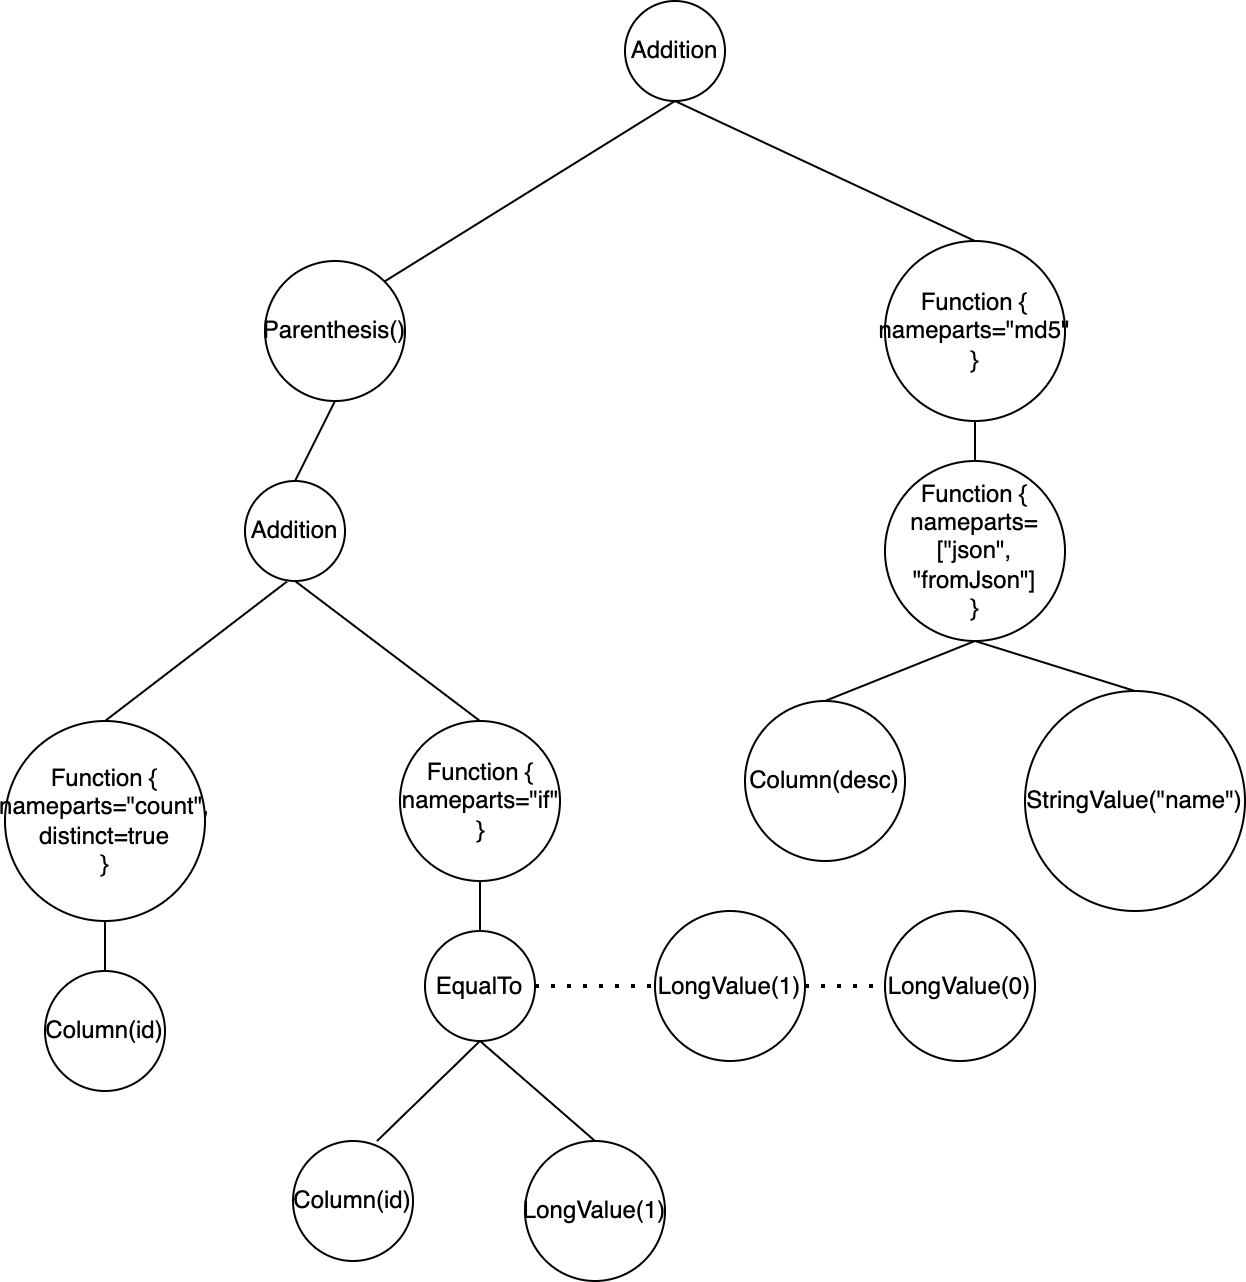 Addition
Parenthesis()
Function {
nameparts="md5"
}
Addition
Function {
nameparts=
["json",
"fromJson"]
}
Function {
nameparts="count",
distinct=true
}
Function {
nameparts="if"
}
Column(desc)
StringValue("name")
Column(id)
EqualTo
LongValue(1)
LongValue(0)
Column(id)
LongValue(1)